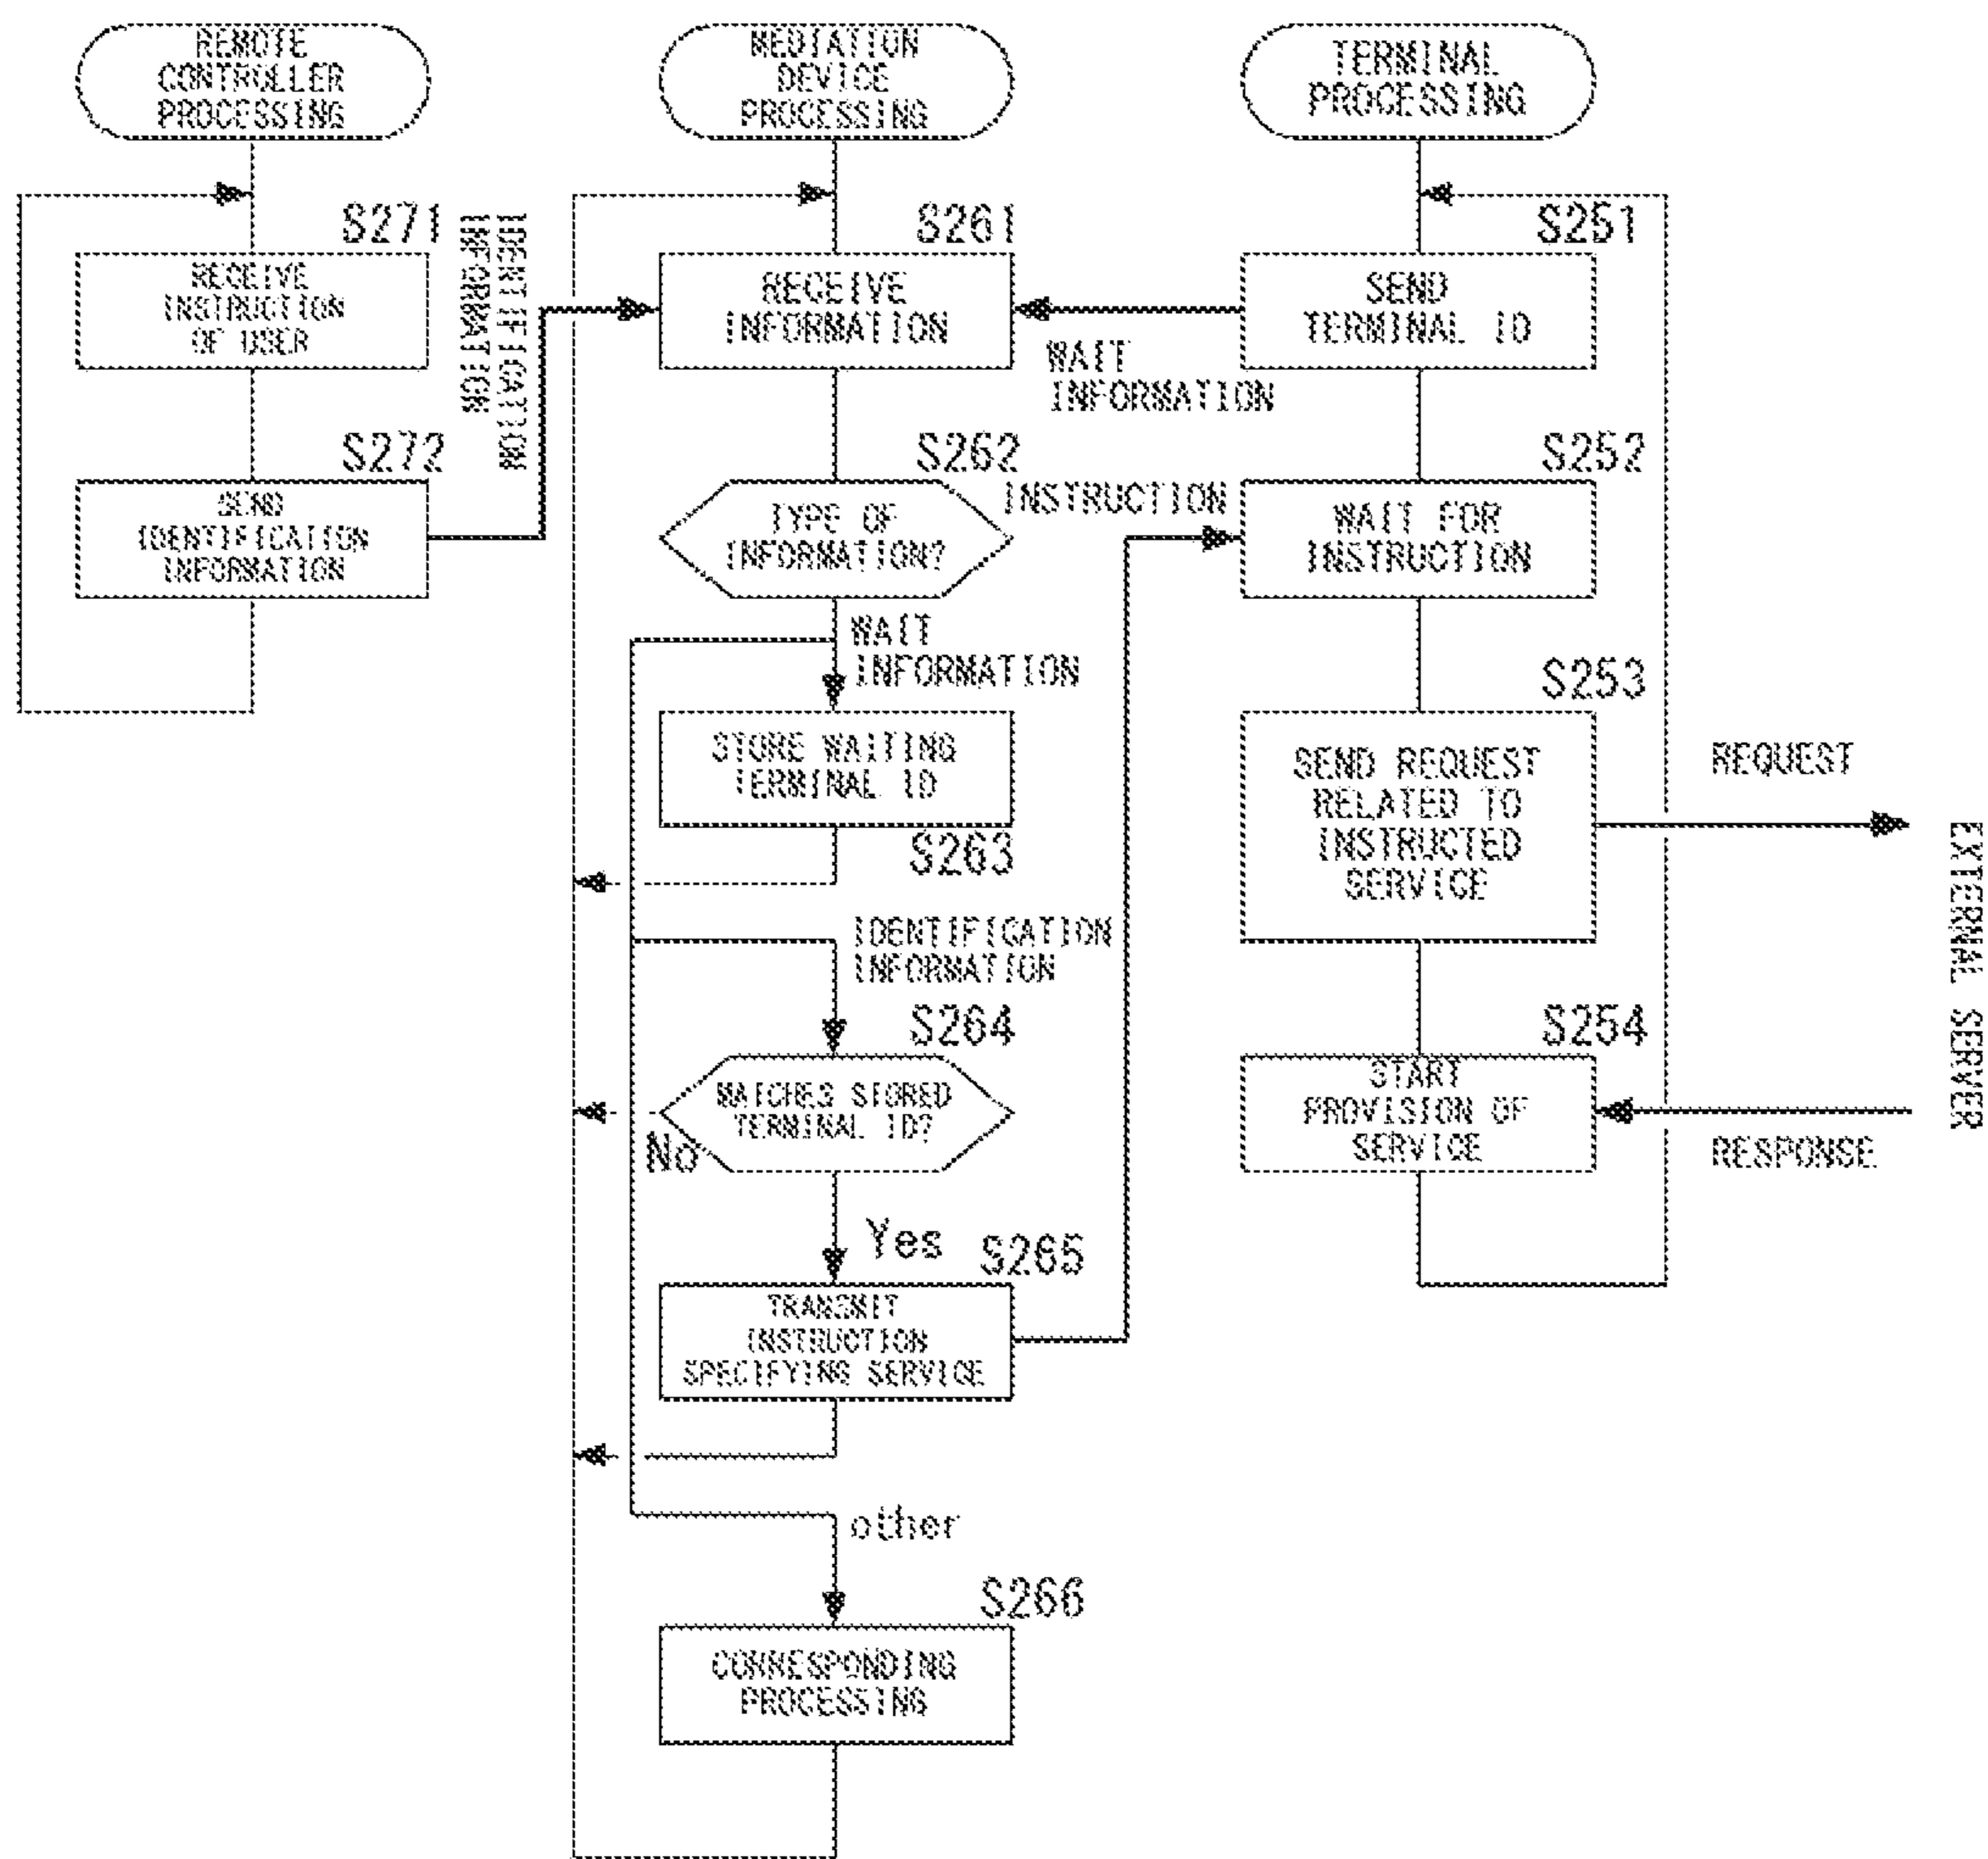 REMOTE
CONTROLLER
PROCESSING
MEDIATION
DEVICE
PROCESSING
TERMINAL
PROCESSING
S271
RECEIVE
INSTRUCTION
OF USER
IDENTIFICATION
INFORMATION
S261
RECEIVE
INFORMATION
S251
SEND
TERMINAL ID
WAIT
INFORMATION
S272
SEND
IDENTIFICATION
INFORMATION
S262
TYPE OF
INFORMATION?
INSTRUCTION
S252
WAIT FOR
INSTRUCTION
WAIT
INFORMATION
STORE WAITING
TERMINAL ID
S263
S253
SEND REQUEST
RELATED TO
INSTRUCTED
SERVICE
REQUEST
EXTERNAL SERVER
IDENTIFICATION
INFORMATION
S264
MATCHES STORED
TERMINAL ID?
No
Yes
S254
START
PROVISION OF
SERVICE
RESPONSE
S265
TRANSMIT
INSTRUCTION
SPECIFYING SERVICE
other
S266
CORRESPONDING
PROCESSING